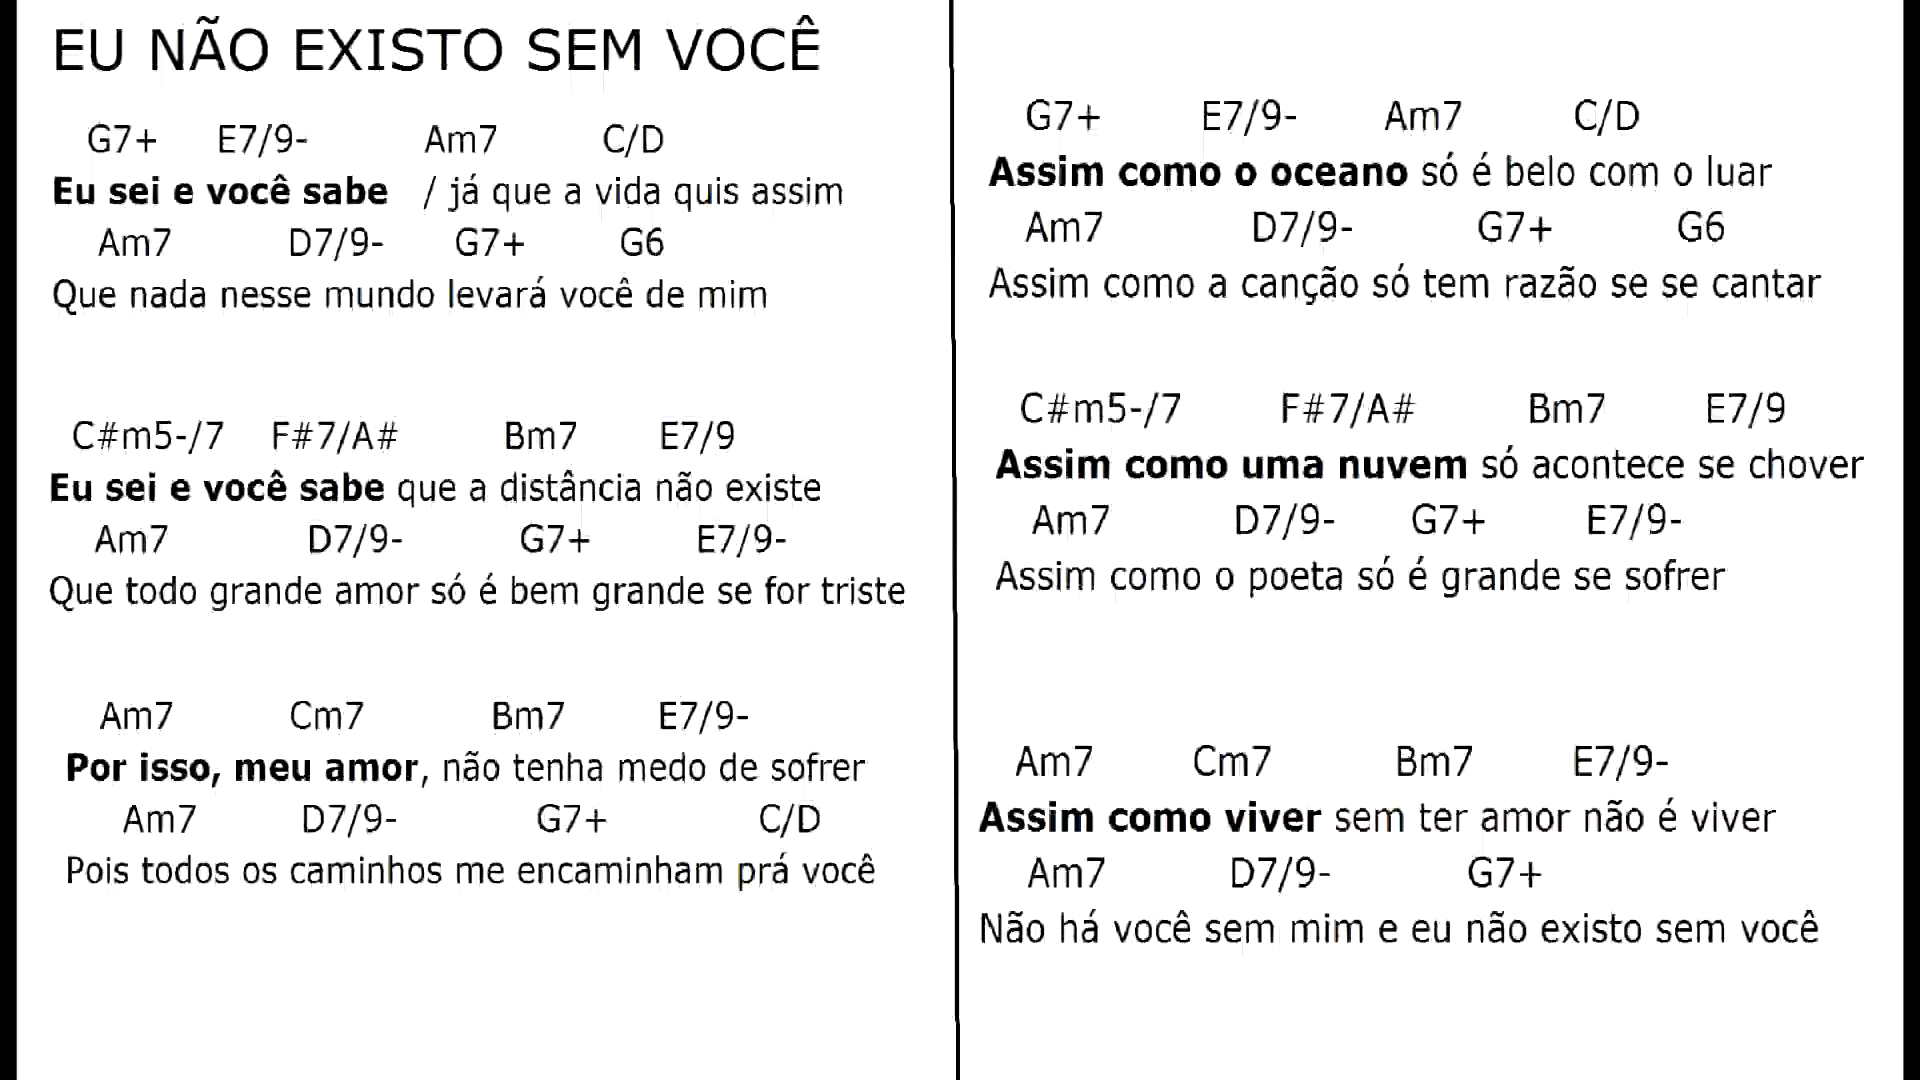 EU NÃO EXISTO SEM VOCÊ
G7+ E7/9- Am7 C/D
Eu sei e você sabe / já que a vida quis assim
Am7 D7/9- G7+ G6
Que nada nesse mundo levará você de mim
C#m5-/7 F#7/A# Bm7 E7/9
Eu sei e você sabe que a distância não existe
Am7 D7/9- G7+ E7/9-
Que todo grande amor só é bem grande se for triste
Am7 Cm7 Bm7 E7/9-
Por isso, meu amor, não tenha medo de sofrer
Am7 D7/9- G7+ C/D
Pois todos os caminhos me encaminham prá você
G7+ E7/9- Am7 C/D
Assim como o oceano só é belo com o luar
Am7 D7/9- G7+ G6
Assim como a canção só tem razão se se cantar
C#m5-/7 F#7/A# Bm7 E7/9
Assim como uma nuvem só acontece se chover
Am7 D7/9- G7+ E7/9-
Assim como o poeta só é grande se sofrer
Am7 Cm7 Bm7 E7/9-
Assim como viver sem ter amor não é viver
Am7 D7/9- G7+
Não há você sem mim e eu não existo sem você